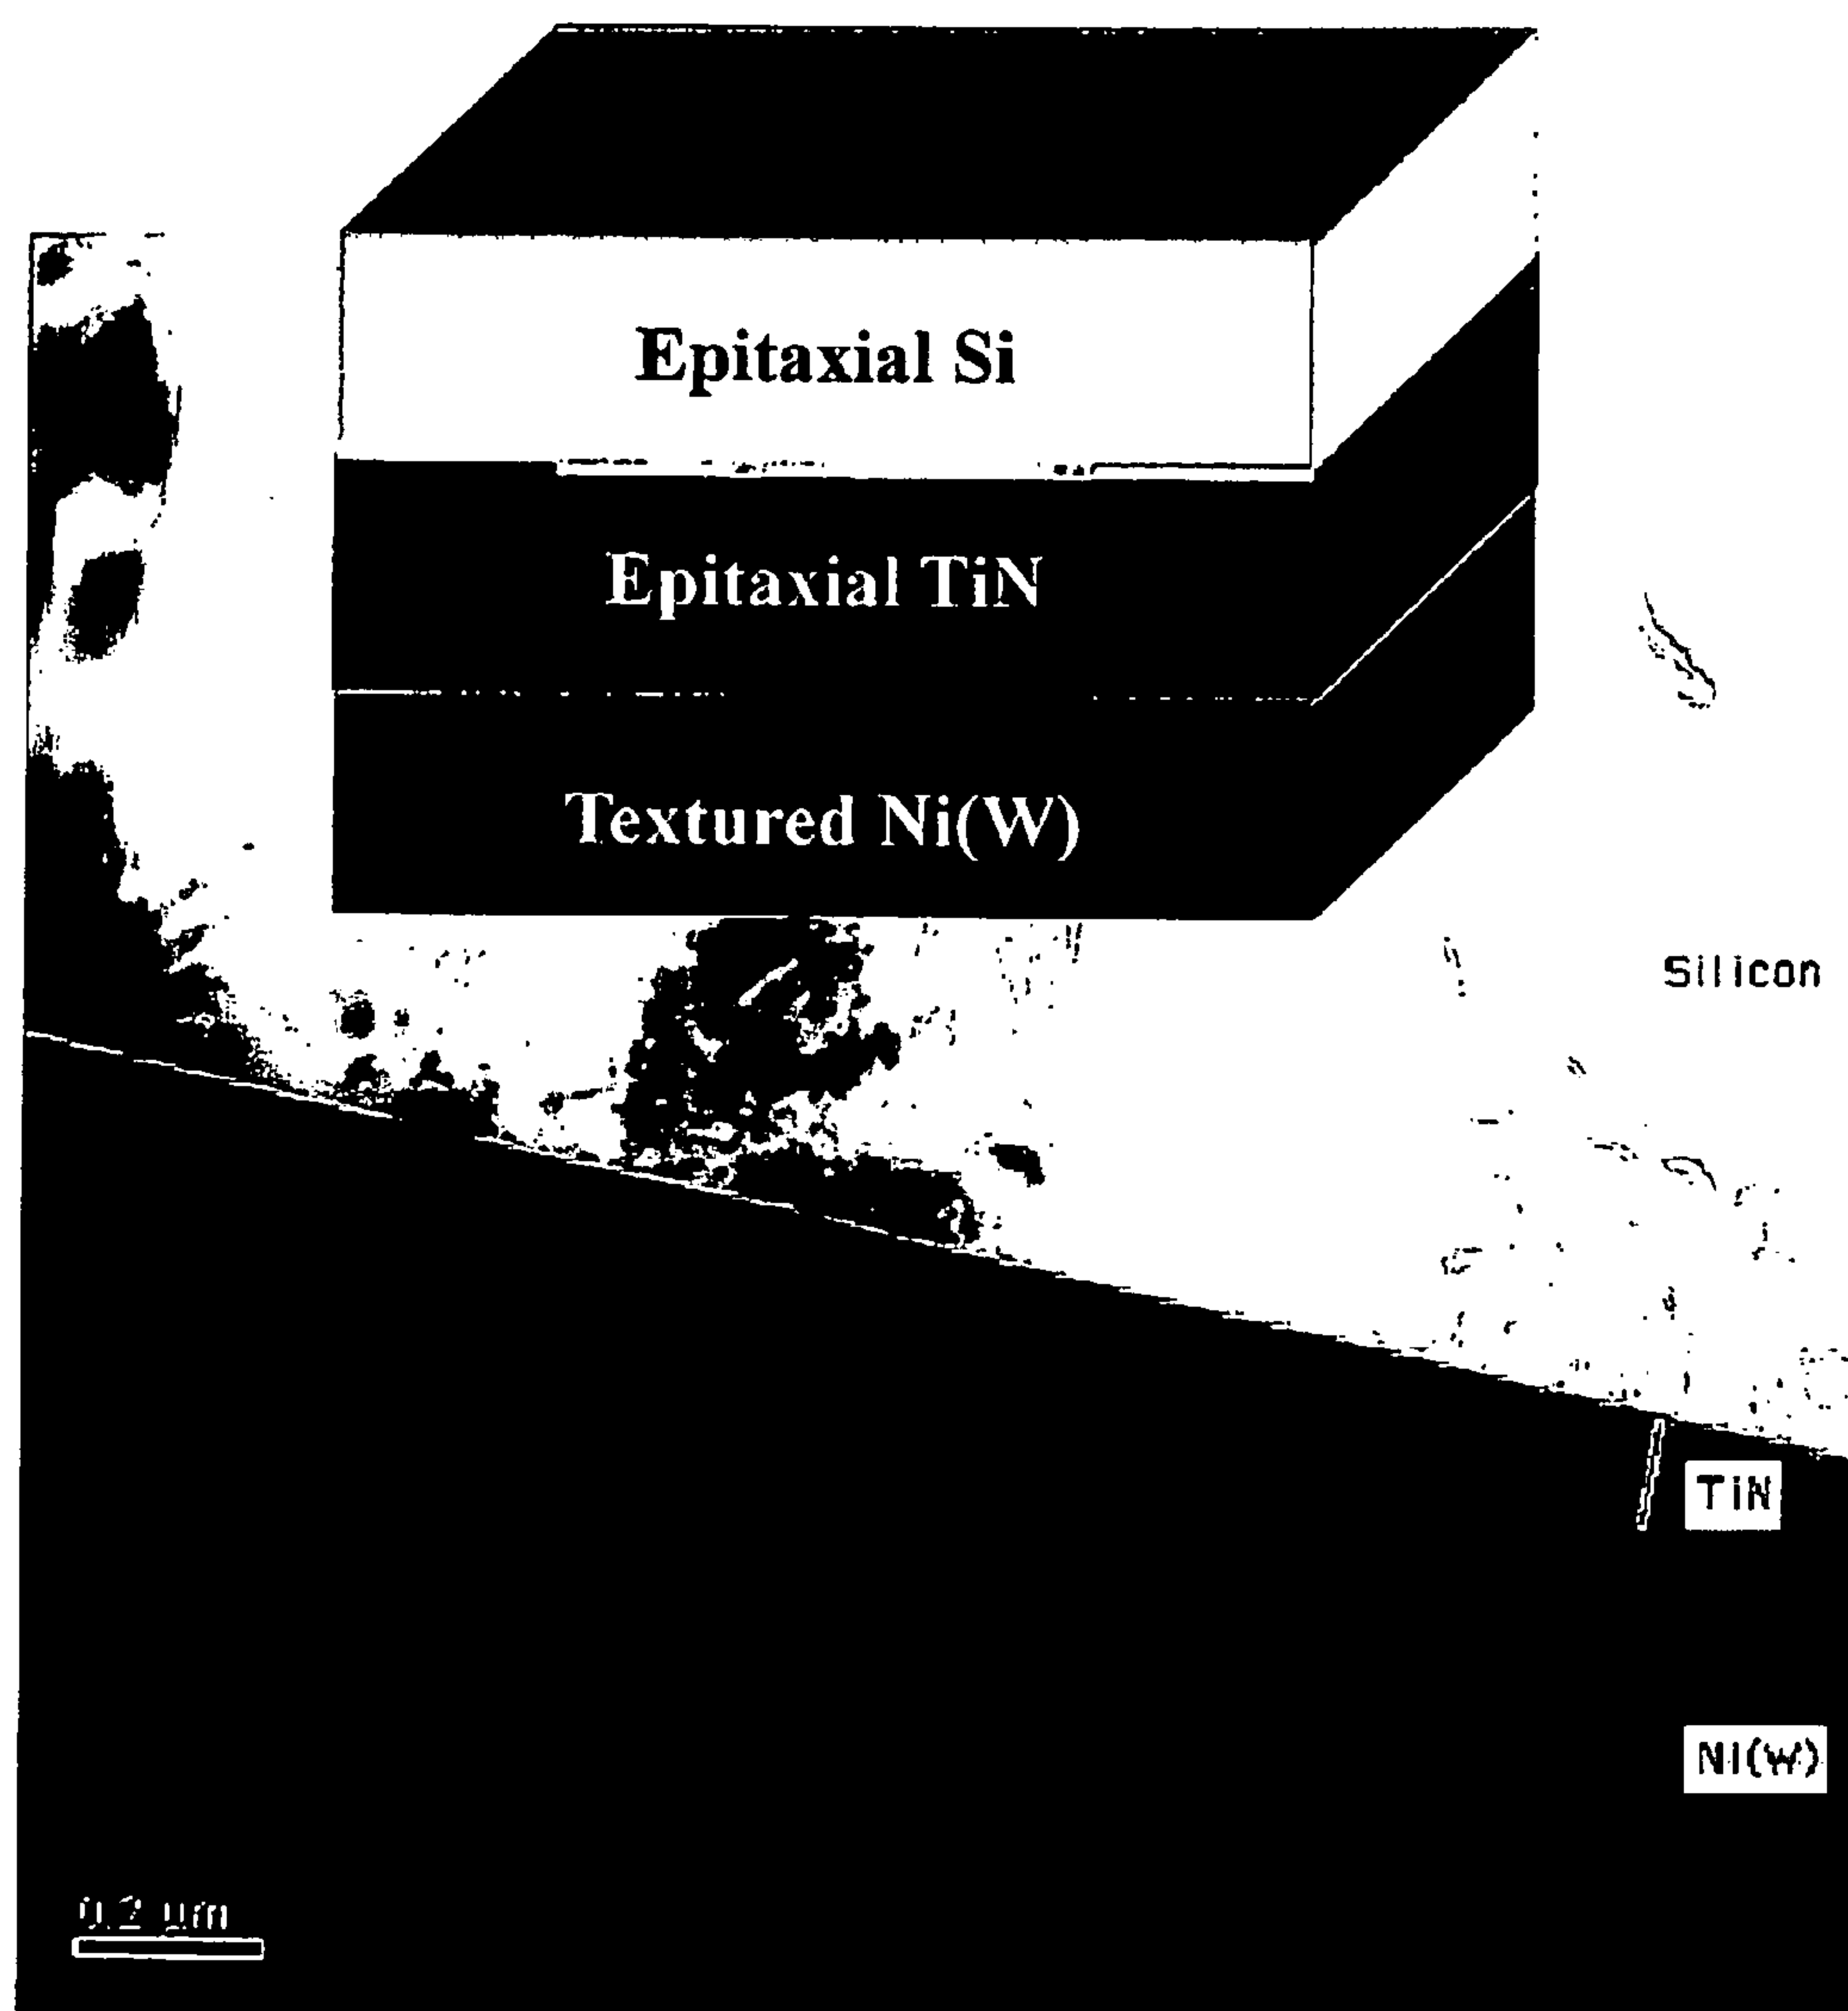 Epitaxial Si
Epitaxial TiN
Textured Ni(W)
Silicon
TiN
Ni(W)
0.2 µm